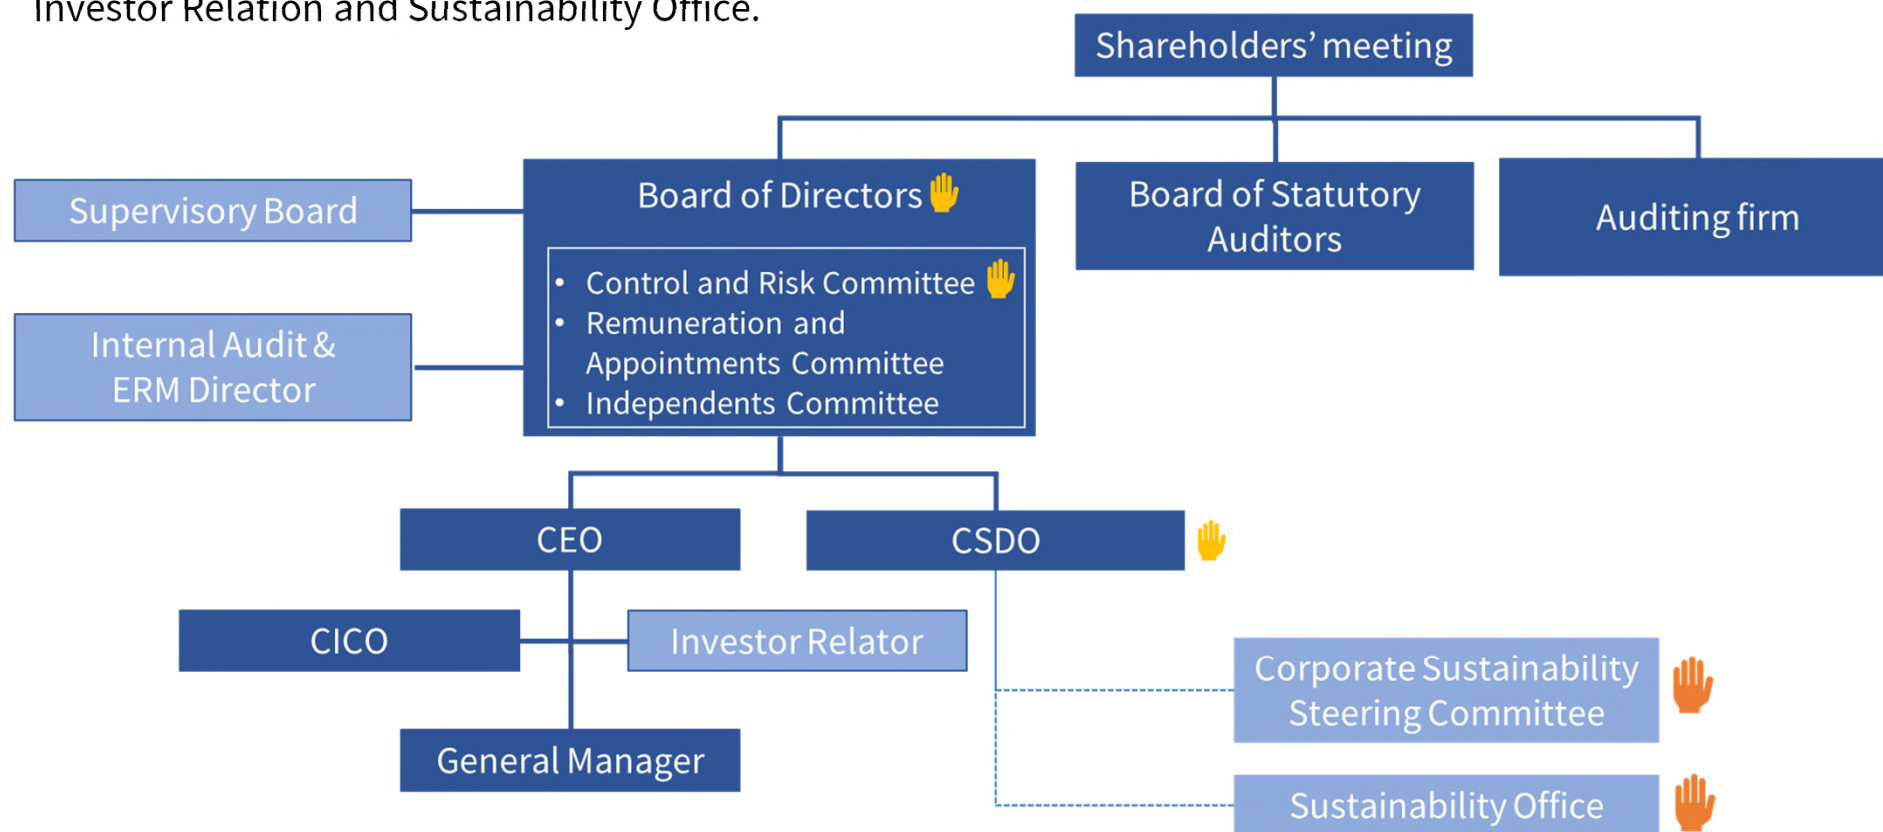 Investor Relation and Sustainability Office.
Shareholders’ meeting
Supervisory Board
Board of Directors
Board of Statutory
Auditors
Auditing firm
• Control and Risk Committee
• Remuneration and
Appointments Committee
• Independents Committee
Internal Audit &
ERM Director
CEO
CSDO
CICO
Investor Relator
Corporate Sustainability
Steering Committee
General Manager
Sustainability Office